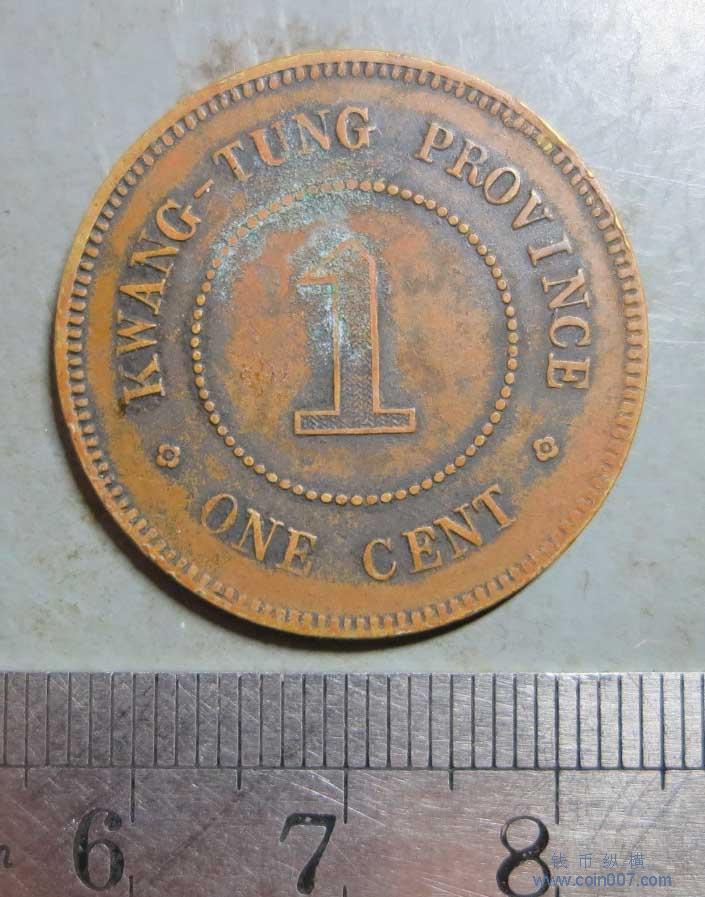 KWANG-TUNG PROVINCE
1
ONE CENT
6 7 8
钱币纵横
www.coin007.com